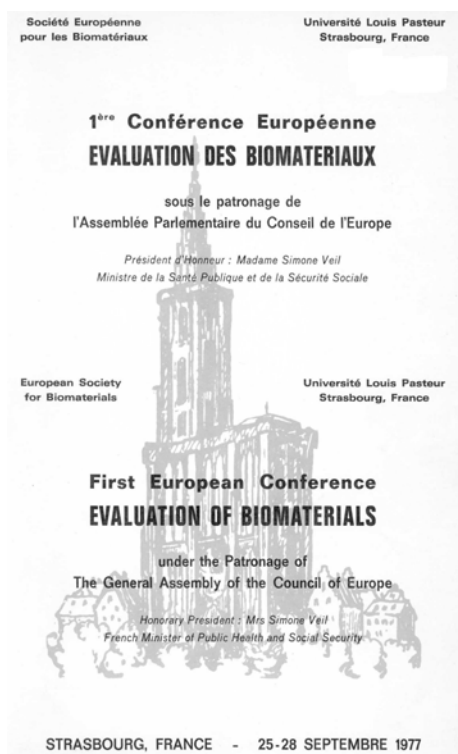 Société Européenne
pour les Biomatériaux
Université Louis Pasteur
Strasbourg, France
1ère Conférence Européenne
EVALUATION DES BIOMATERIAUX
sous le patronage de
l'Assemblée Parlementaire du Conseil de l'Europe
Président d'Honneur : Madame Simone Veil
Ministre de la Santé Publique et de la Sécurité Sociale
European Society
for Biomaterials
Université Louis Pasteur
Strasbourg, France
First European Conference
EVALUATION OF BIOMATERIALS
under the Patronage of
The General Assembly of the Council of Europe
Honorary President : Mrs Simone Veil
French Minister of Public Health and Social Security
STRASBOURG, FRANCE - 25-28 SEPTEMBRE 1977